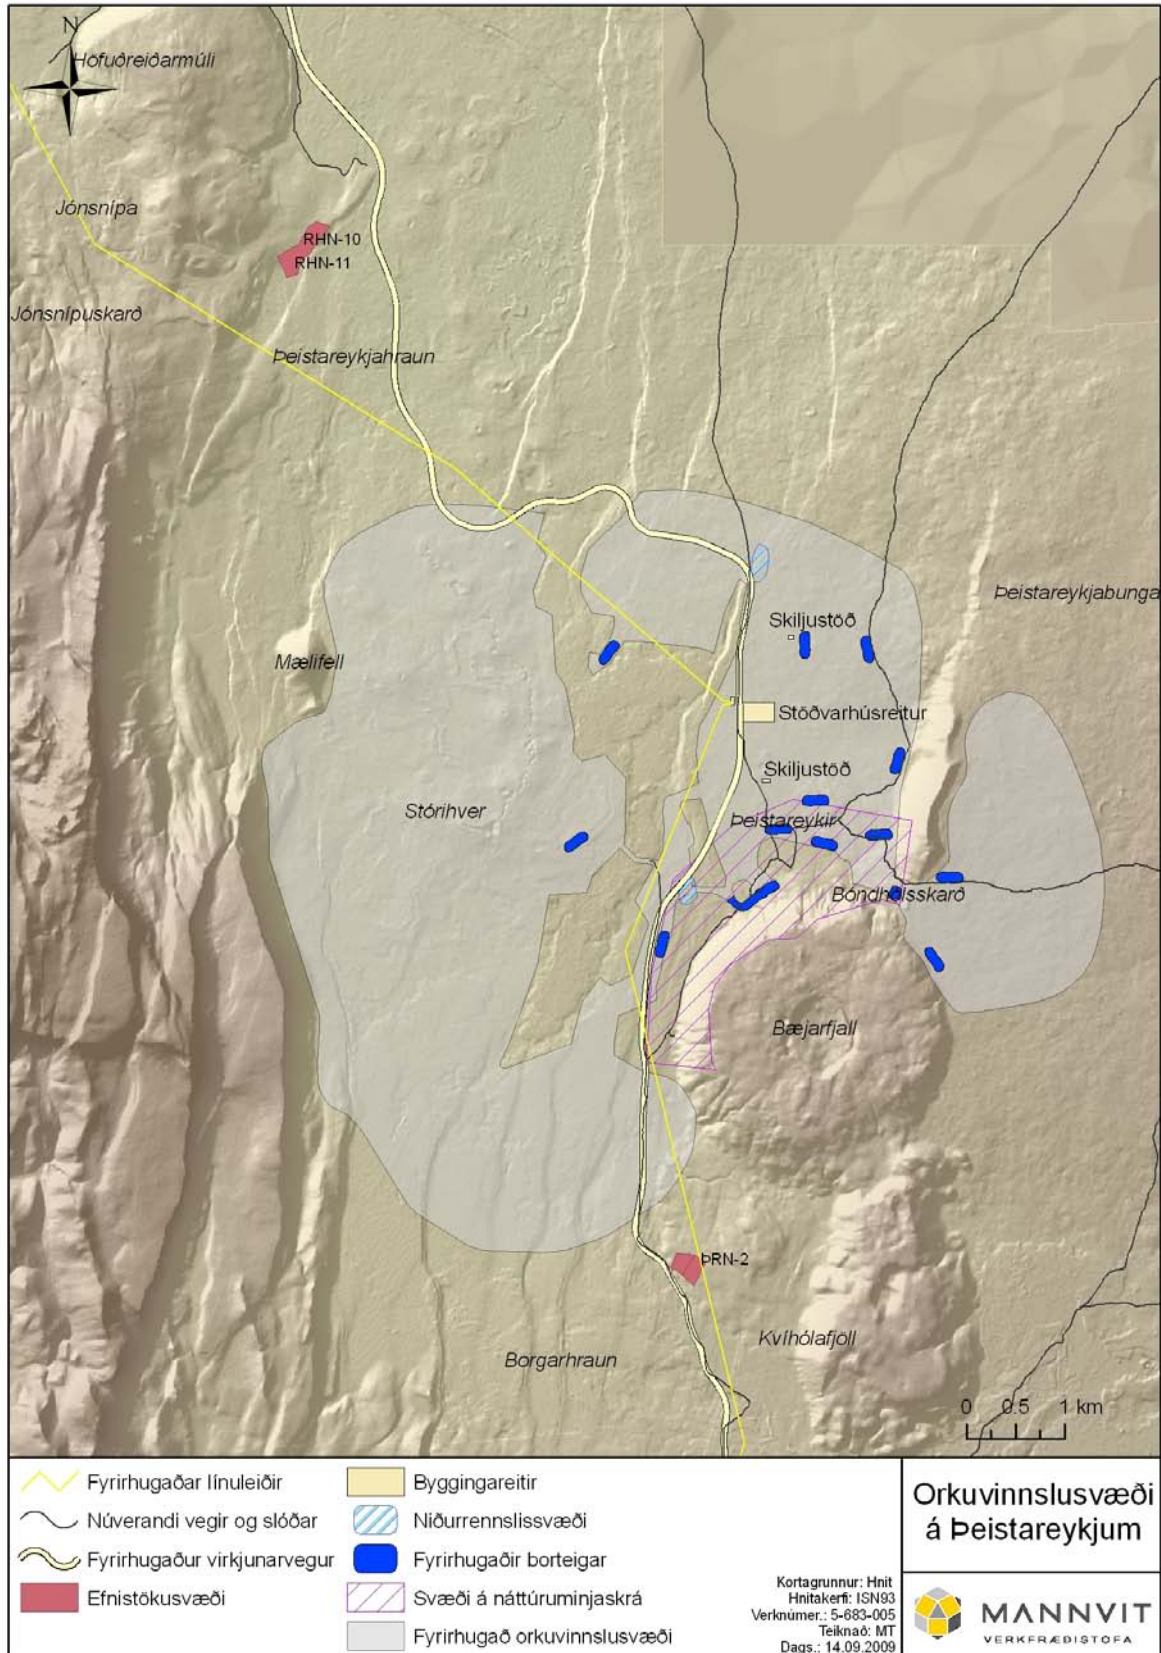 N
Höfuðreiðarmúli
Jónsnípa
RHN-10
RHN-11
Jónsnípuskarð
Þeistareykjahraun
Þeistareykjabunga
Skiljustöð
Mælifell
Stöðvarhúsreitur
Skiljustöð
Stórihver
Þeistareykir
Bóndhólsskarð
Bæjarfjall
ÞRN-2
Kvíhólafjöll
Borgarhraun
0 0.5 1 km
Fyrirhugaðar línuleiðir
Núverandi vegir og slóðar
Fyrirhugaður virkjunarvegur
Efnistökusvæði
Byggingareitir
Niðurrennslissvæði
Fyrirhugaðir borteigar
Svæði á náttúruminjaskrá
Fyrirhugað orkuvinnslusvæði
Kortagrunnur: Hnit
Hnitakerfi: ISN93
Verknúmer.: 5-683-005
Teiknað: MT
Dags.: 14.09.2009
Orkuvinnslusvæði
á Þeistareykjum
MANNVIT
VERKFRÆÐISTOFA